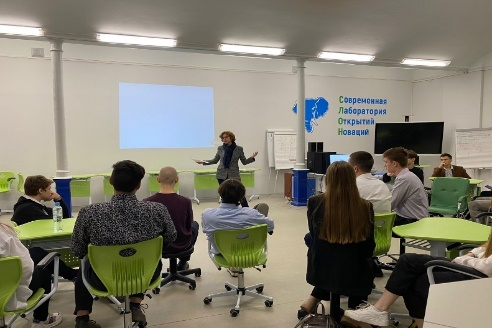 Современная
Лаборатория
Открытий
Новаций